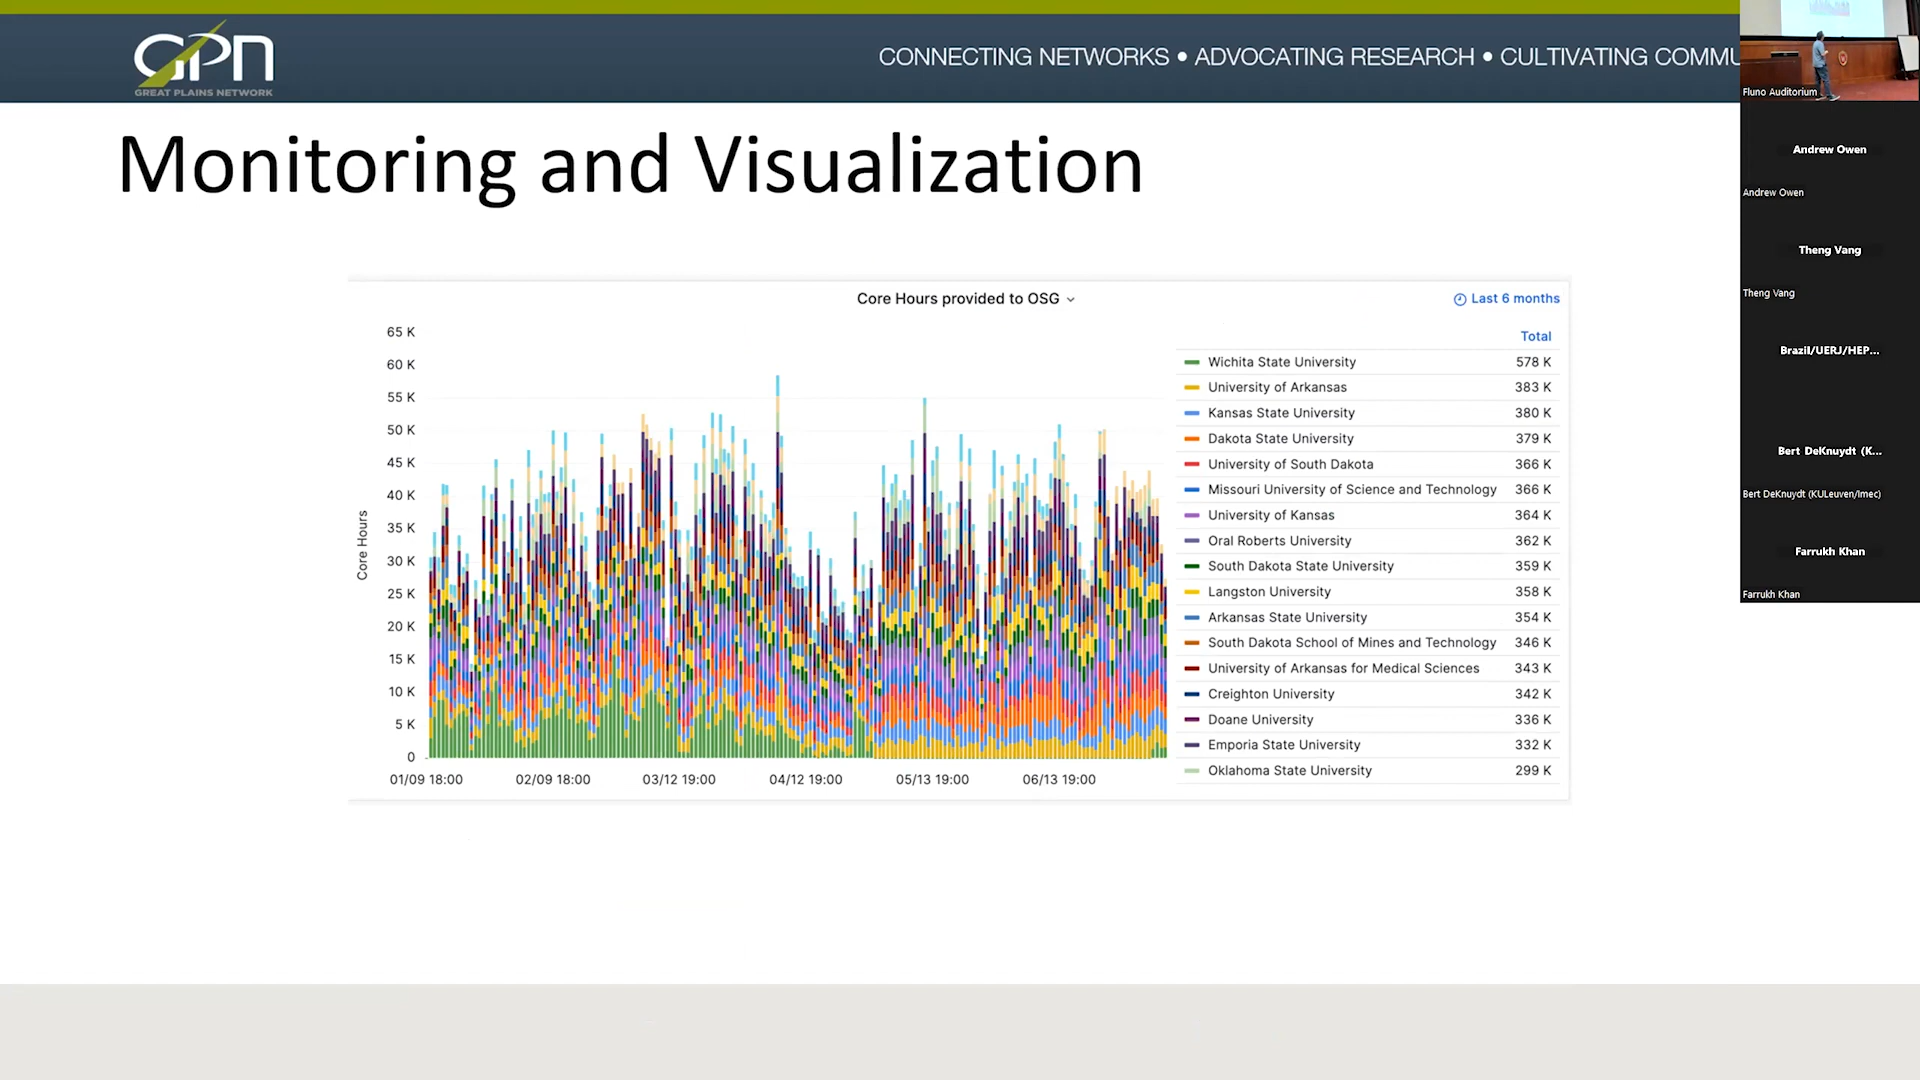 GPN
GREAT PLAINS NETWORK
CONNECTING NETWORKS • ADVOCATING RESEARCH • CULTIVATING COMMU
Monitoring and Visualization
Core Hours provided to OSG
Last 6 months
Core Hours
65 K
60 K
55 K
50 K
45 K
40 K
35 K
30 K
25 K
20 K
15 K
10 K
5 K
0
01/09 18:00 02/09 18:00 03/12 19:00 04/12 19:00 05/13 19:00 06/13 19:00
Total
Wichita State University 578 K
University of Arkansas 383 K
Kansas State University 380 K
Dakota State University 379 K
University of South Dakota 366 K
Missouri University of Science and Technology 366 K
University of Kansas 364 K
Oral Roberts University 362 K
South Dakota State University 359 K
Langston University 358 K
Arkansas State University 354 K
South Dakota School of Mines and Technology 346 K
University of Arkansas for Medical Sciences 343 K
Creighton University 342 K
Doane University 336 K
Emporia State University 332 K
Oklahoma State University 299 K
Fluno Auditorium
Andrew Owen
Andrew Owen
Theng Vang
Theng Vang
Brazil/UERJ/HEP...
Bert DeKnuydt (K...
Bert DeKnuydt (KULeuven/Imec)
Farrukh Khan
Farrukh Khan